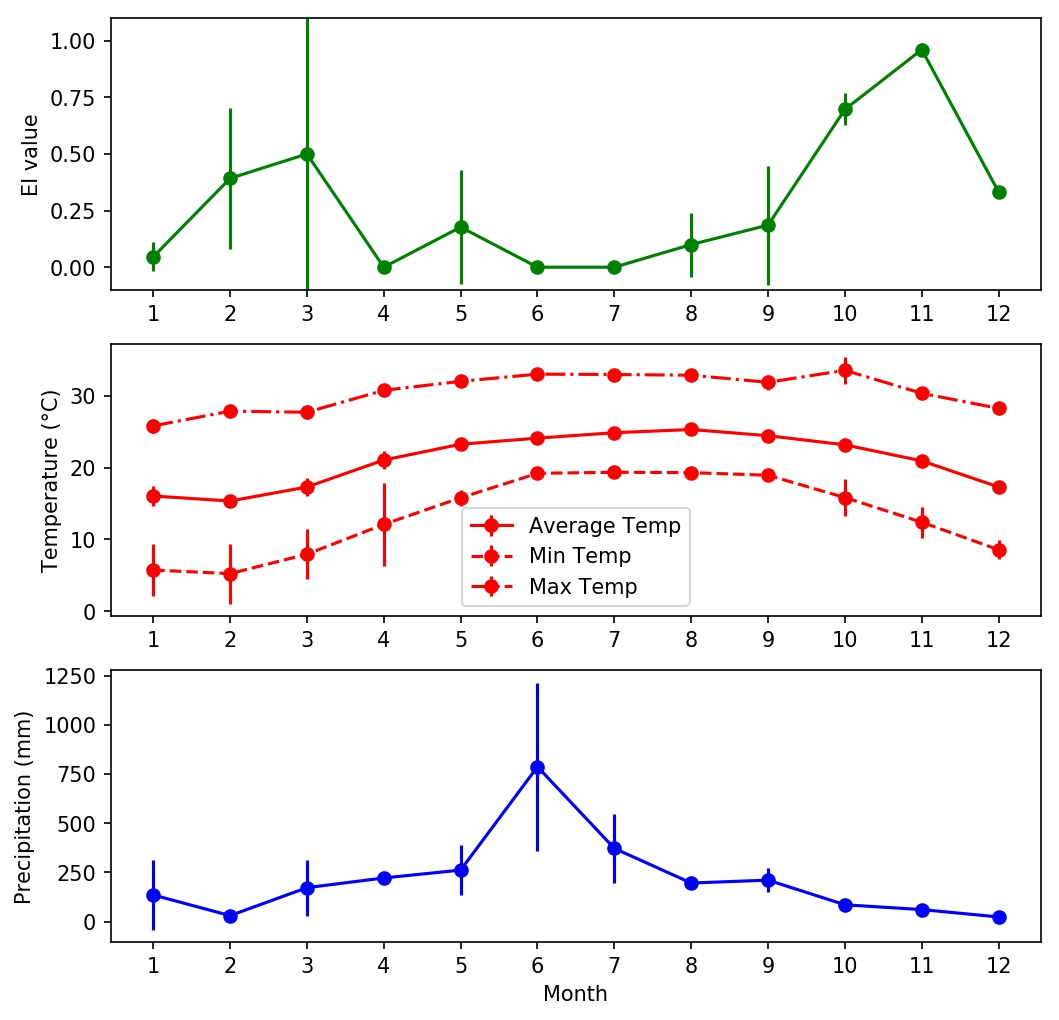 EI value
1.00
0.75
0.50
0.25
0.00
1 2 3 4 5 6 7 8 9 10 11 12
Temperature (°C)
30
20
10
0
Average Temp
Min Temp
Max Temp
1 2 3 4 5 6 7 8 9 10 11 12
Precipitation (mm)
1250
1000
750
500
250
0
1 2 3 4 5 6 7 8 9 10 11 12
Month